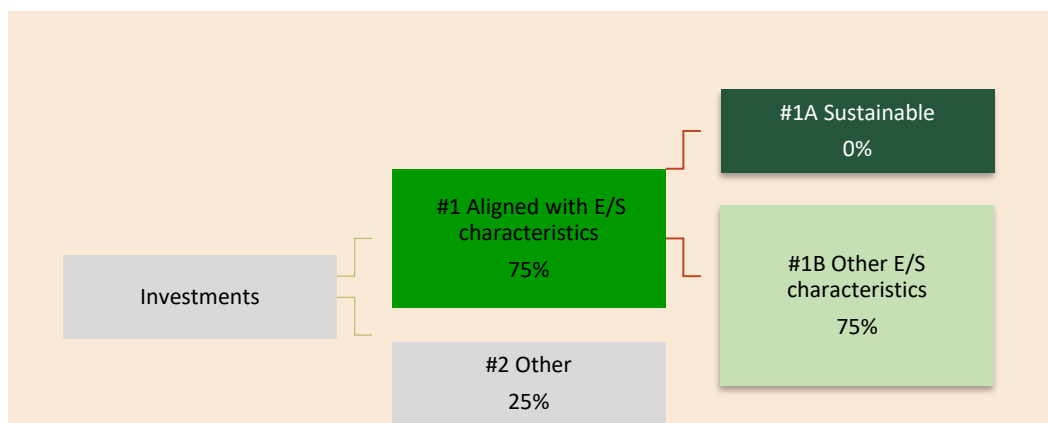 Investments
#1 Aligned with E/S
characteristics
75%
#2 Other
25%
#1A Sustainable
0%
#1B Other E/S
characteristics
75%